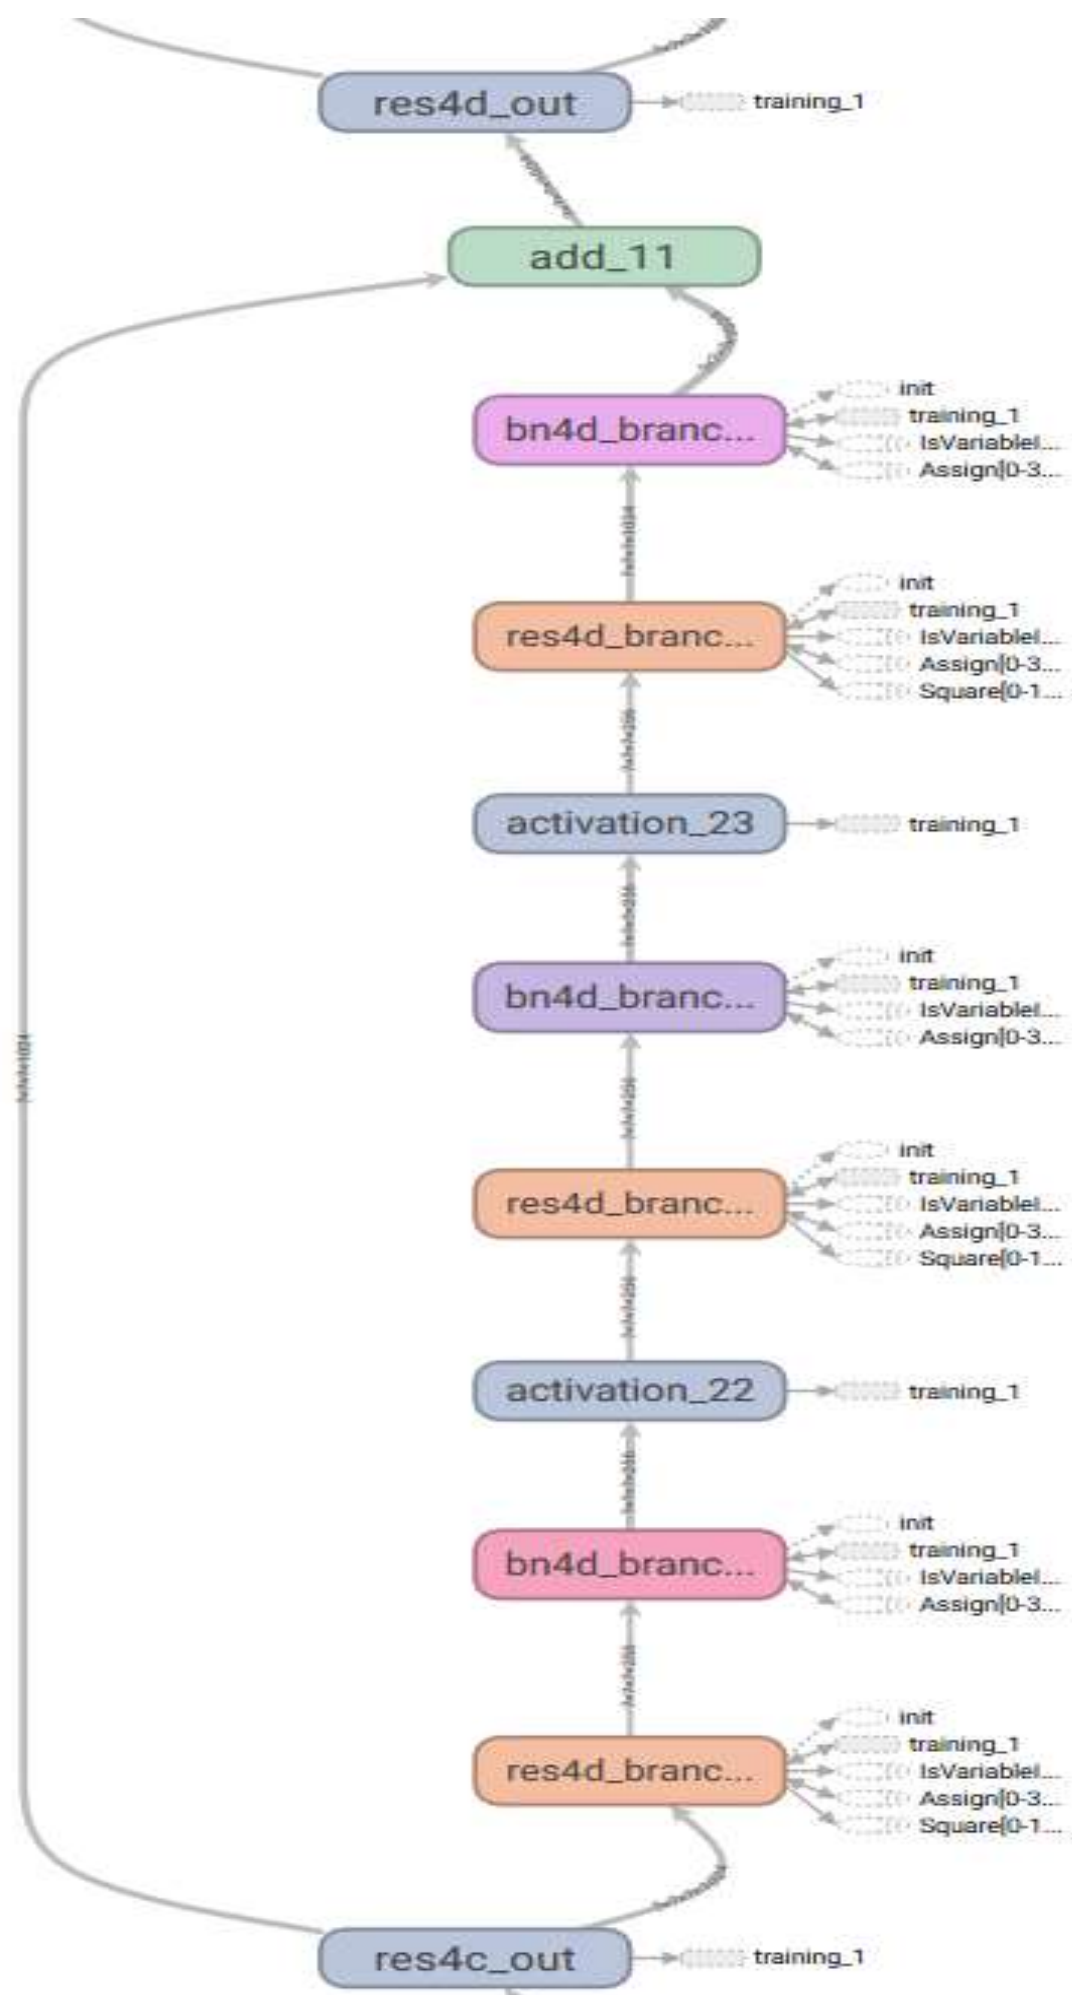 res4d_out
training_1
add_11
bn4d_branc...
init
training_1
IsVariableI...
Assign[0-3...
res4d_branc...
init
training_1
IsVariableI...
Assign[0-3...
Square[0-1...
activation_23
training_1
bn4d_branc...
init
training_1
IsVariableI...
Assign[0-3...
res4d_branc...
init
training_1
IsVariableI...
Assign[0-3...
Square[0-1...
activation_22
training_1
bn4d_branc...
init
training_1
IsVariableI...
Assign[0-3...
res4d_branc...
init
training_1
IsVariableI...
Assign[0-3...
Square[0-1...
res4c_out
training_1